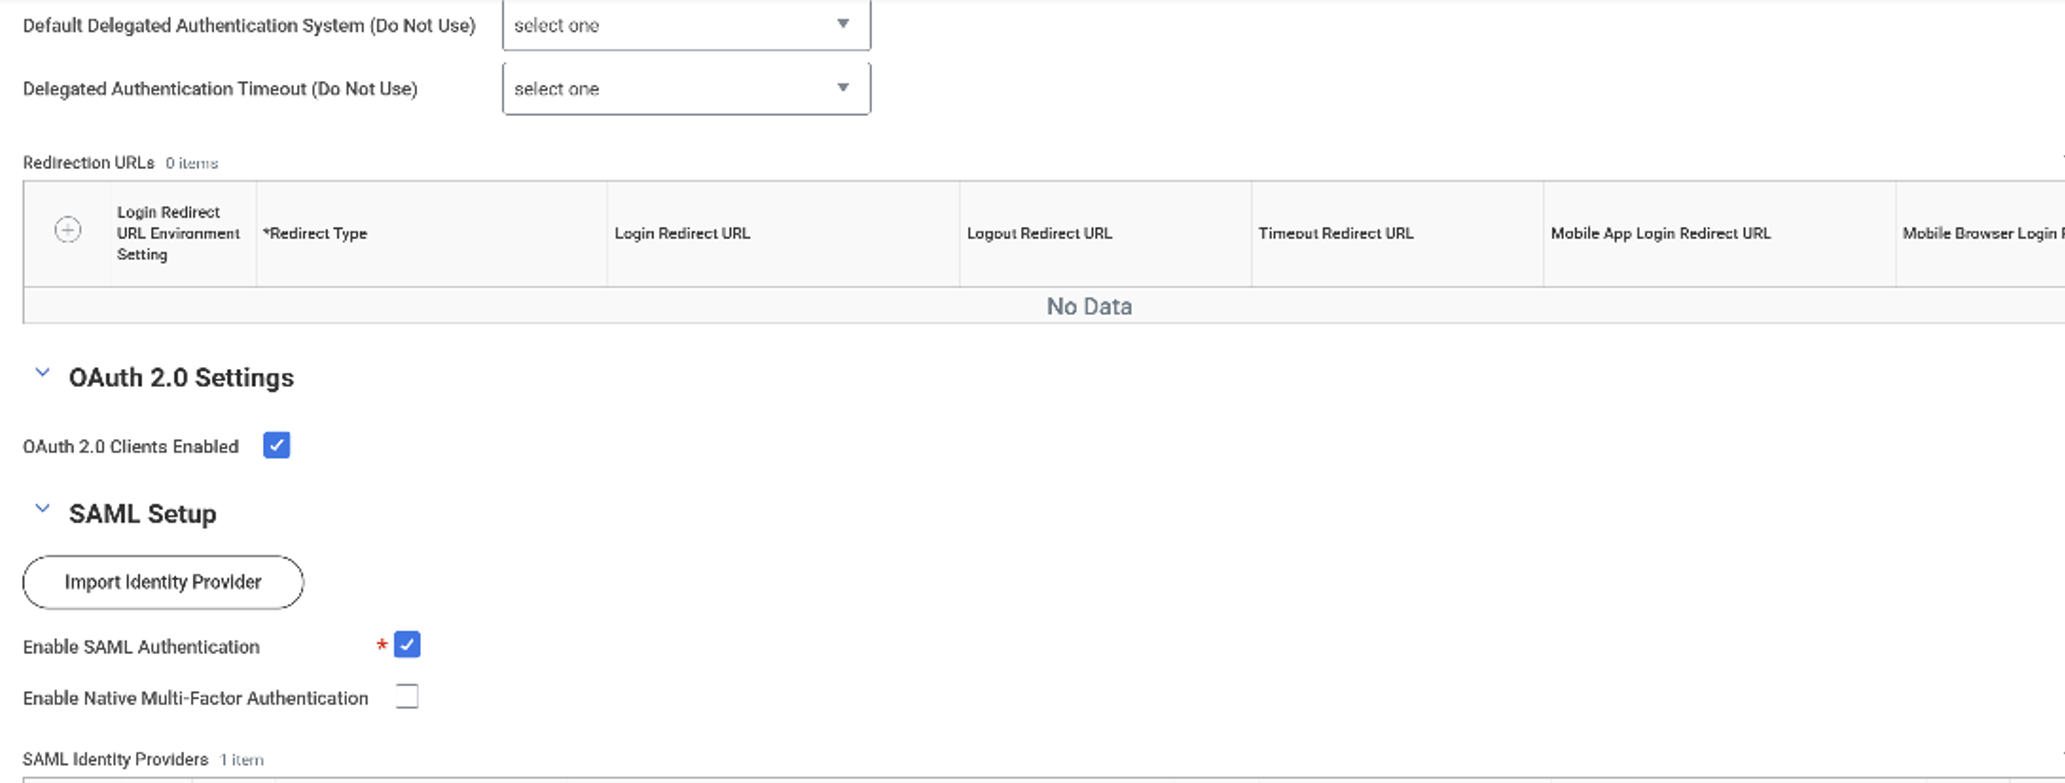 Default Delegated Authentication System (Do Not Use) select one
Delegated Authentication Timeout (Do Not Use) select one
Redirection URLs 0 items
Login Redirect
URL Environment
Setting
*Redirect Type
Login Redirect URL
Logout Redirect URL
Timeout Redirect URL
Mobile App Login Redirect URL
Mobile Browser Login
No Data
OAuth 2.0 Settings
OAuth 2.0 Clients Enabled
SAML Setup
Import Identity Provider
Enable SAML Authentication *
Enable Native Multi-Factor Authentication
SAML Identity Providers 1 item